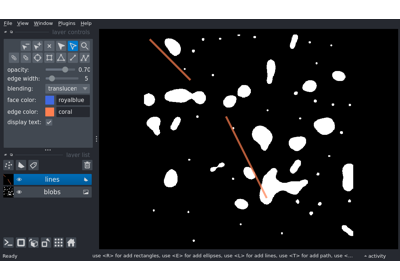 File View Window Plugins Help
layer controls
opacity: 0.70
edge width: 5
blending: translucen
face color: royalblue
edge color: coral
display text:
layer list
lines
blobs
Ready use <R> for add rectangles, use <E> for add ellipses, use <L> for add lines, use <T> for add path, use <... activity